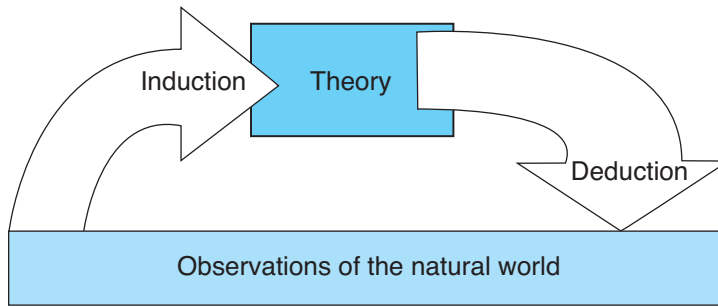 Induction
Theory
Deduction
Observations of the natural world